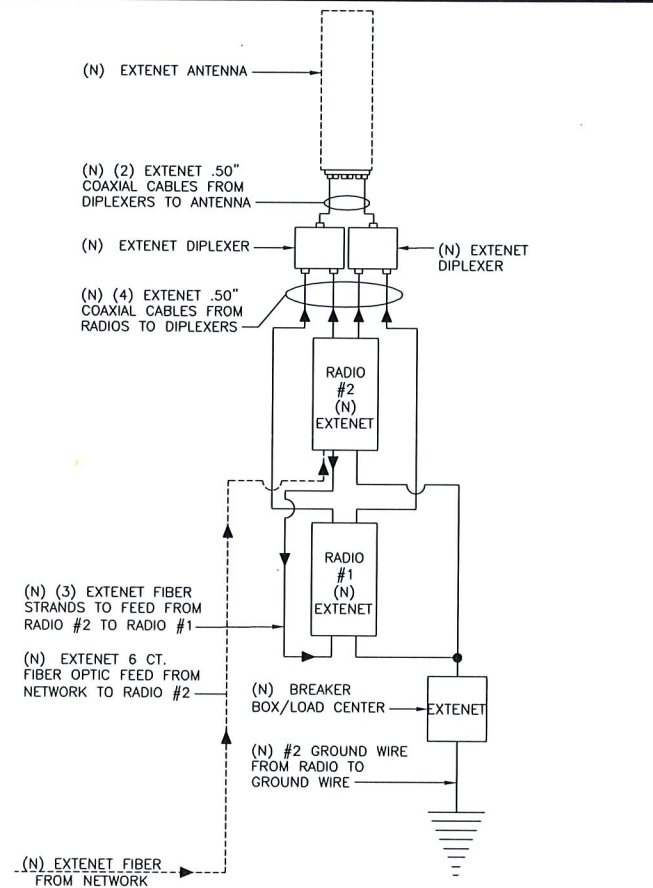 (N) EXTENET ANTENNA
(N) (2) EXTENET .50"
COAXIAL CABLES FROM
DIPLEXERS TO ANTENNA
(N) EXTENET DIPLEXER
(N) EXTENET
DIPLEXER
(N) (4) EXTENET .50"
COAXIAL CABLES FROM
RADIOS TO DIPLEXERS
RADIO
#2
(N)
EXTENET
RADIO
#1
(N)
EXTENET
(N) (3) EXTENET FIBER
STRANDS TO FEED FROM
RADIO #2 TO RADIO #1
(N) EXTENET 6 CT.
FIBER OPTIC FEED FROM
NETWORK TO RADIO #2
(N) BREAKER
BOX/LOAD CENTER
EXTENET
(N) #2 GROUND WIRE
FROM RADIO TO
GROUND WIRE
(N) EXTENET FIBER
FROM NETWORK